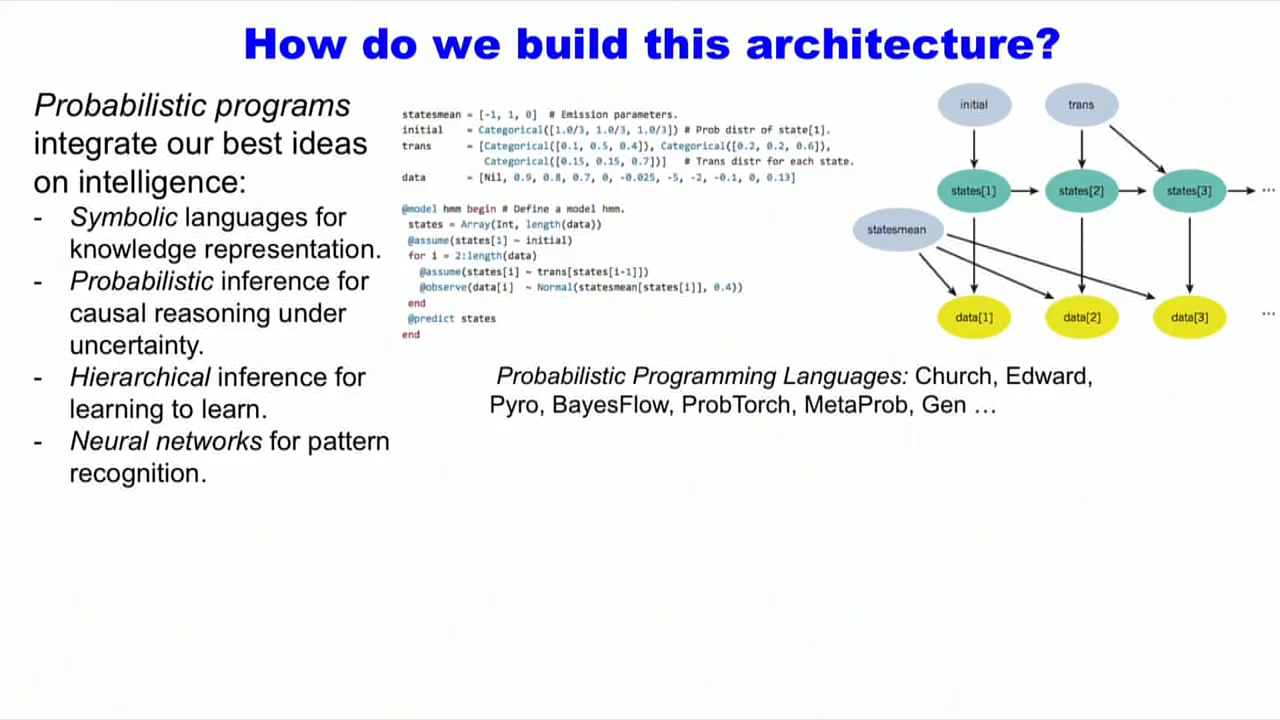 How do we build this architecture?
Probabilistic programs
integrate our best ideas
on intelligence:
- Symbolic languages for
knowledge representation.
- Probabilistic inference for
causal reasoning under
uncertainty.
- Hierarchical inference for
learning to learn.
- Neural networks for pattern
recognition.
statesmean = [-1, 1, 0] # Emission parameters.
initial = Categorical([1.0/3, 1.0/3, 1.0/3]) # Prob distr of state[1].
trans = [Categorical([0.1, 0.5, 0.4]), Categorical([0.2, 0.2, 0.6]),
Categorical([0.15, 0.15, 0.7])] # Trans distr for each state.
data = [Nil, 0.9, 0.8, 0.7, 0, -0.025, -5, -2, -0.1, 0, 0.13]
@model hmm begin # Define a model hmm.
states = Array(Int, length(data))
@assume(states[1] ~ initial)
for i = 2:length(data)
@assume(states[i] ~ trans[states[i-1]])
@observe(data[i] ~ Normal(statesmean[states[i]], 0.4))
end
@predict states
end
initial
trans
states[1]
states[2]
states[3]
...
statesmean
data[1]
data[2]
data[3]
...
Probabilistic Programming Languages: Church, Edward,
Pyro, BayesFlow, ProbTorch, MetaProb, Gen …